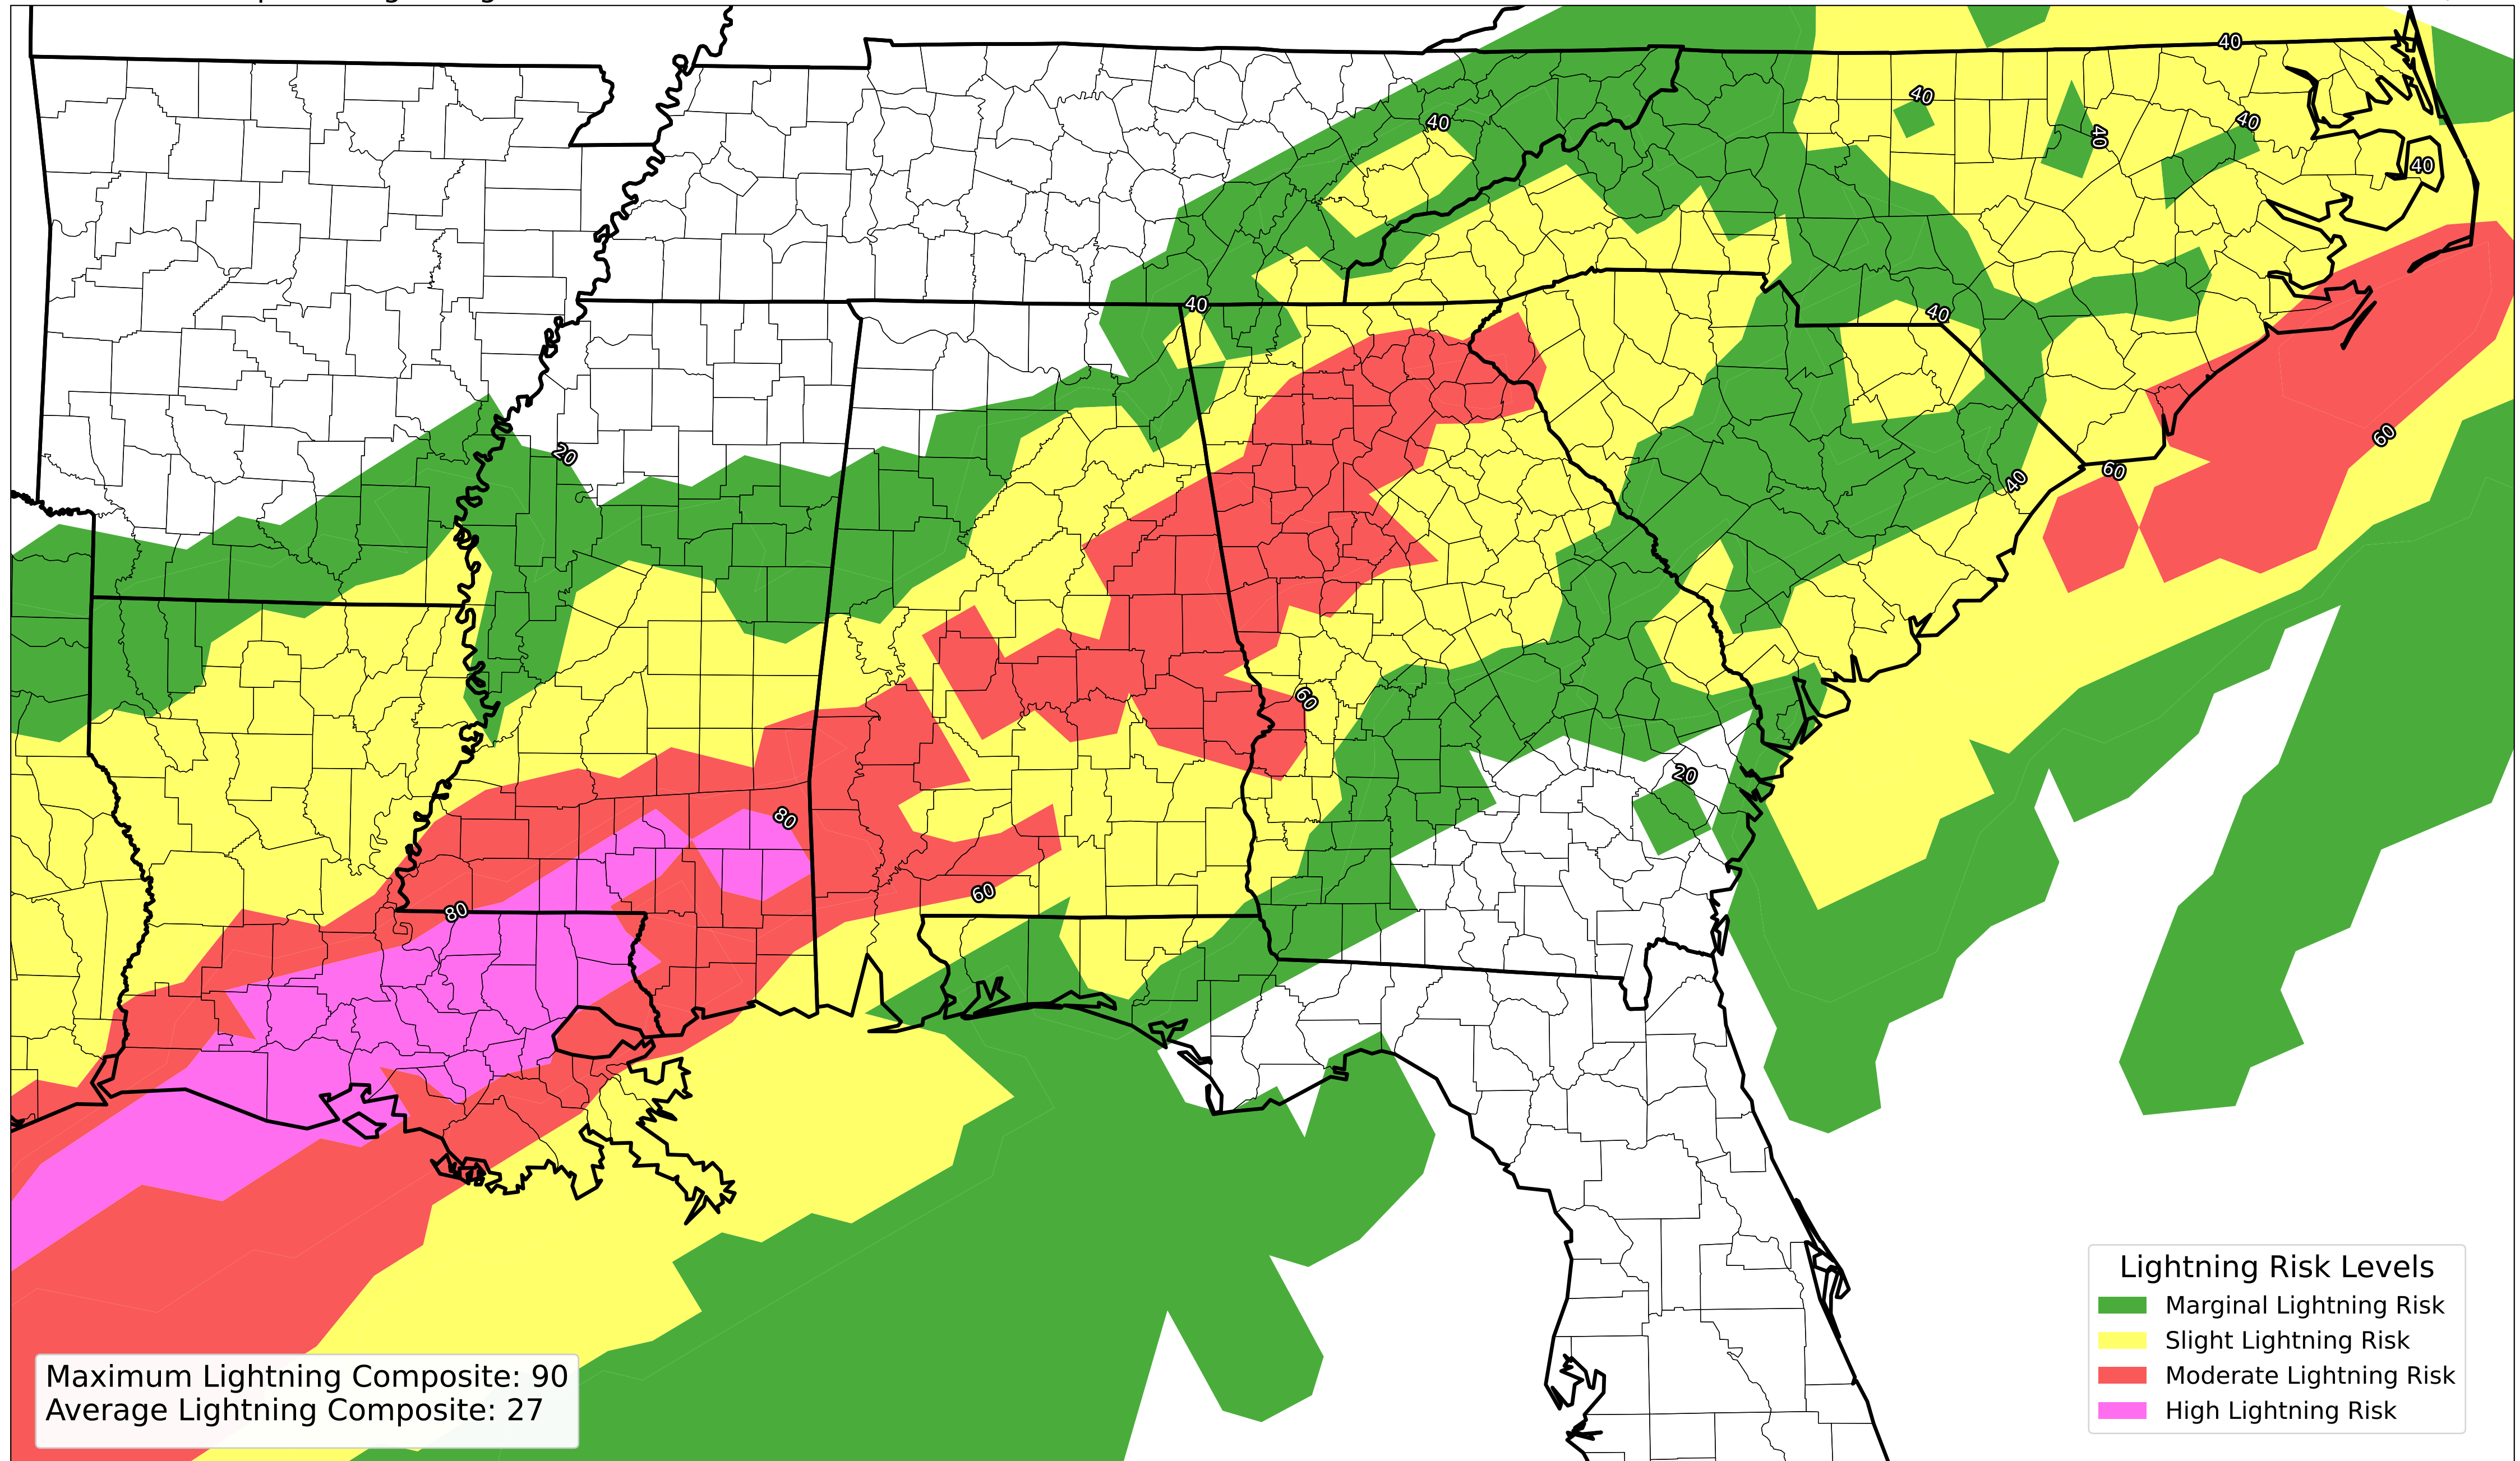 40
40
40
40
40
40
40
40
20
60
40
60
60
20
80
60
80
Lightning Risk Levels
Marginal Lightning Risk
Slight Lightning Risk
Moderate Lightning Risk
High Lightning Risk
Maximum Lightning Composite: 90
Average Lightning Composite: 27